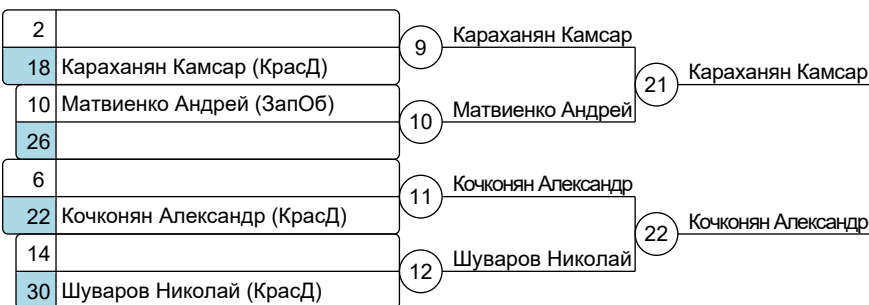 2
9
Караханян Камсар
18 Караханян Камсар (КрасД)
21
Караханян Камсар
10 Матвиенко Андрей (ЗапОб)
10
Матвиенко Андрей
26
6
11
Кочконян Александр
22 Кочконян Александр (КрасД)
22
Кочконян Александр
14
12
Шуваров Николай
30 Шуваров Николай (КрасД)